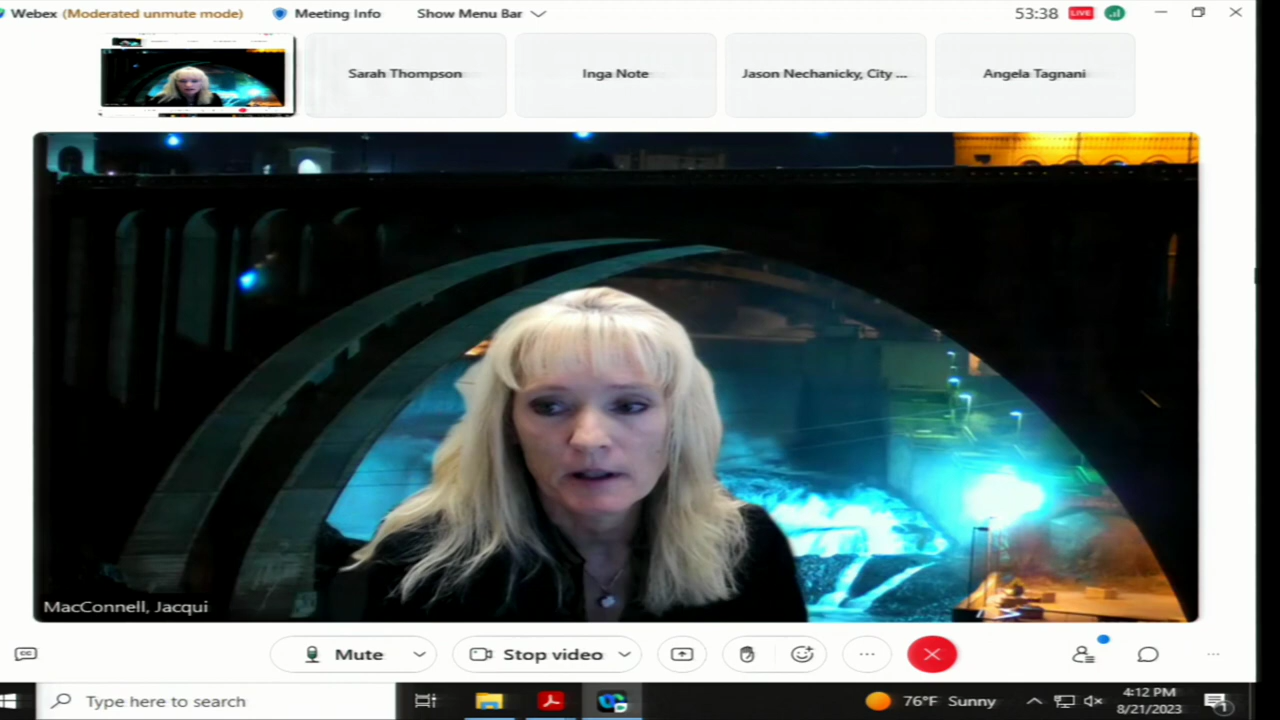 Webex (Moderated unmute mode) Meeting Info Show Menu Bar 53:38 LIVE
Sarah Thompson
Inga Note
Jason Nechanicky, City ...
Angela Tagnani
MacConnell, Jacqui
CC Mute Stop video ...
Type here to search 76°F Sunny 4:12 PM
8/21/2023
1